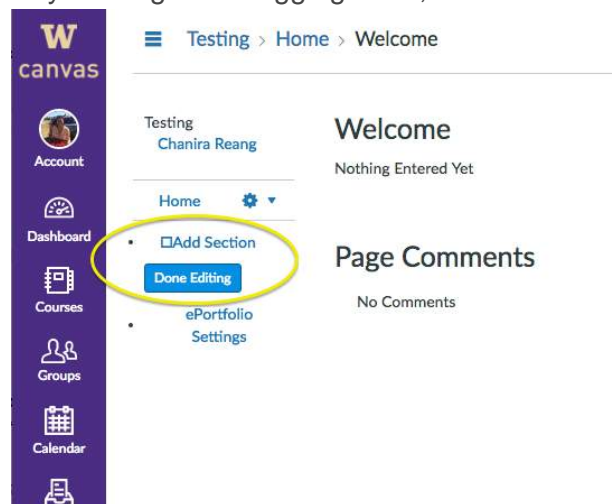 W
canvas
Account
Dashboard
Courses
Groups
Calendar
Testing > Home > Welcome
Testing
Chanira Reang
Home
Add Section
Done Editing
ePortfolio
Settings
Welcome
Nothing Entered Yet
Page Comments
No Comments